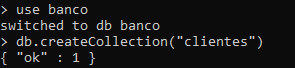 > use banco
switched to db banco
> db.createCollection("clientes")
{ "ok" : 1 }